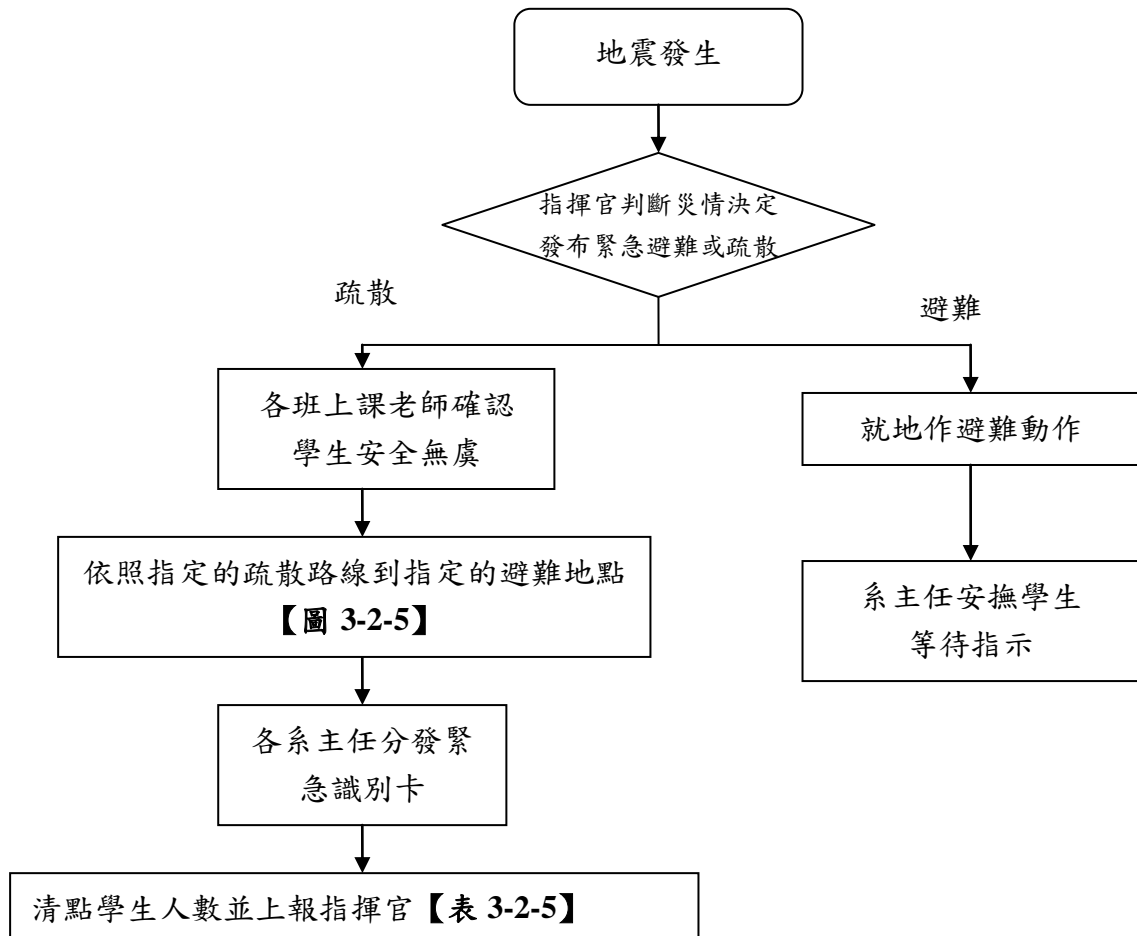 地震發生
指揮官判斷災情決定
發布緊急避難或疏散
疏散
避難
各班上課老師確認
學生安全無虞
就地作避難動作
依照指定的疏散路線到指定的避難地點
【圖 3-2-5】
系主任安撫學生
等待指示
各系主任分發緊
急識別卡
清點學生人數並上報指揮官【表 3-2-5】